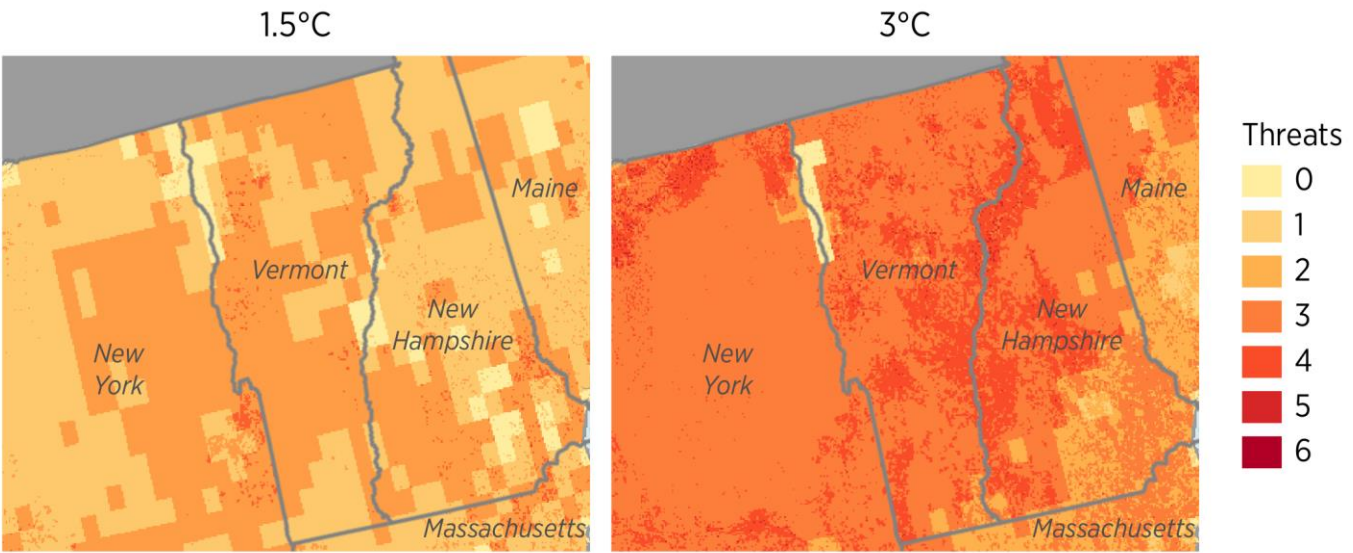 1.5°C
3°C
Maine
Vermont
New
Hampshire
New
York
Massachusetts
Maine
Vermont
New
Hampshire
New
York
Massachusetts
Threats
0
1
2
3
4
5
6